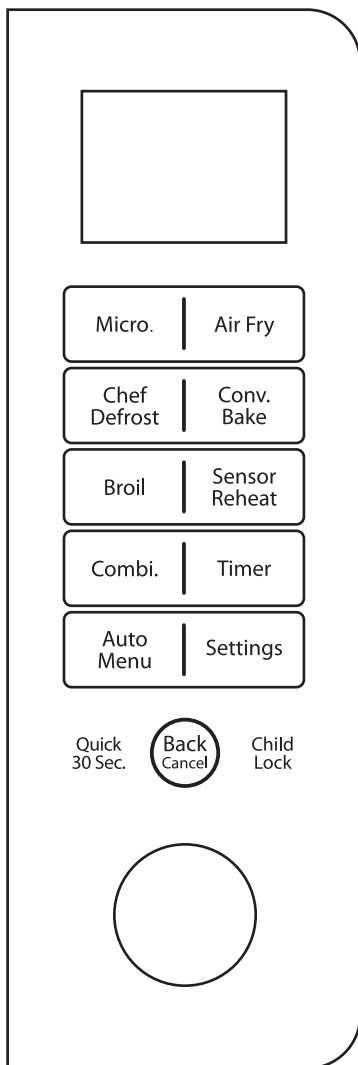 Micro.
Air Fry
Chef
Defrost
Conv.
Bake
Broil
Sensor
Reheat
Combi.
Timer
Auto
Menu
Settings
Quick
30 Sec.
Back
Cancel
Child
Lock